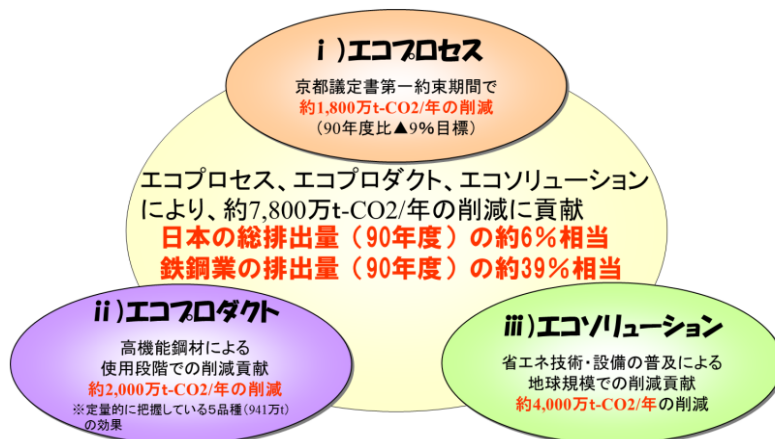 ⅰ)エコプロセス
京都議定書第一約束期間で
約1,800万t-CO2/年の削減
(90年度比▲9%目標)
エコプロセス、エコプロダクト、エコソリューション
により、約7,800万t-CO2/年の削減に貢献
日本の総排出量（90年度）の約6%相当
鉄鋼業の排出量（90年度）の約39%相当
ⅱ)エコプロダクト
高機能鋼材による
使用段階での削減貢献
約2,000万t-CO2/年の削減
※定量的に把握している5品種(941万t)
の効果
ⅲ)エコソリューション
省エネ技術・設備の普及による
地球規模での削減貢献
約4,000万t-CO2/年の削減